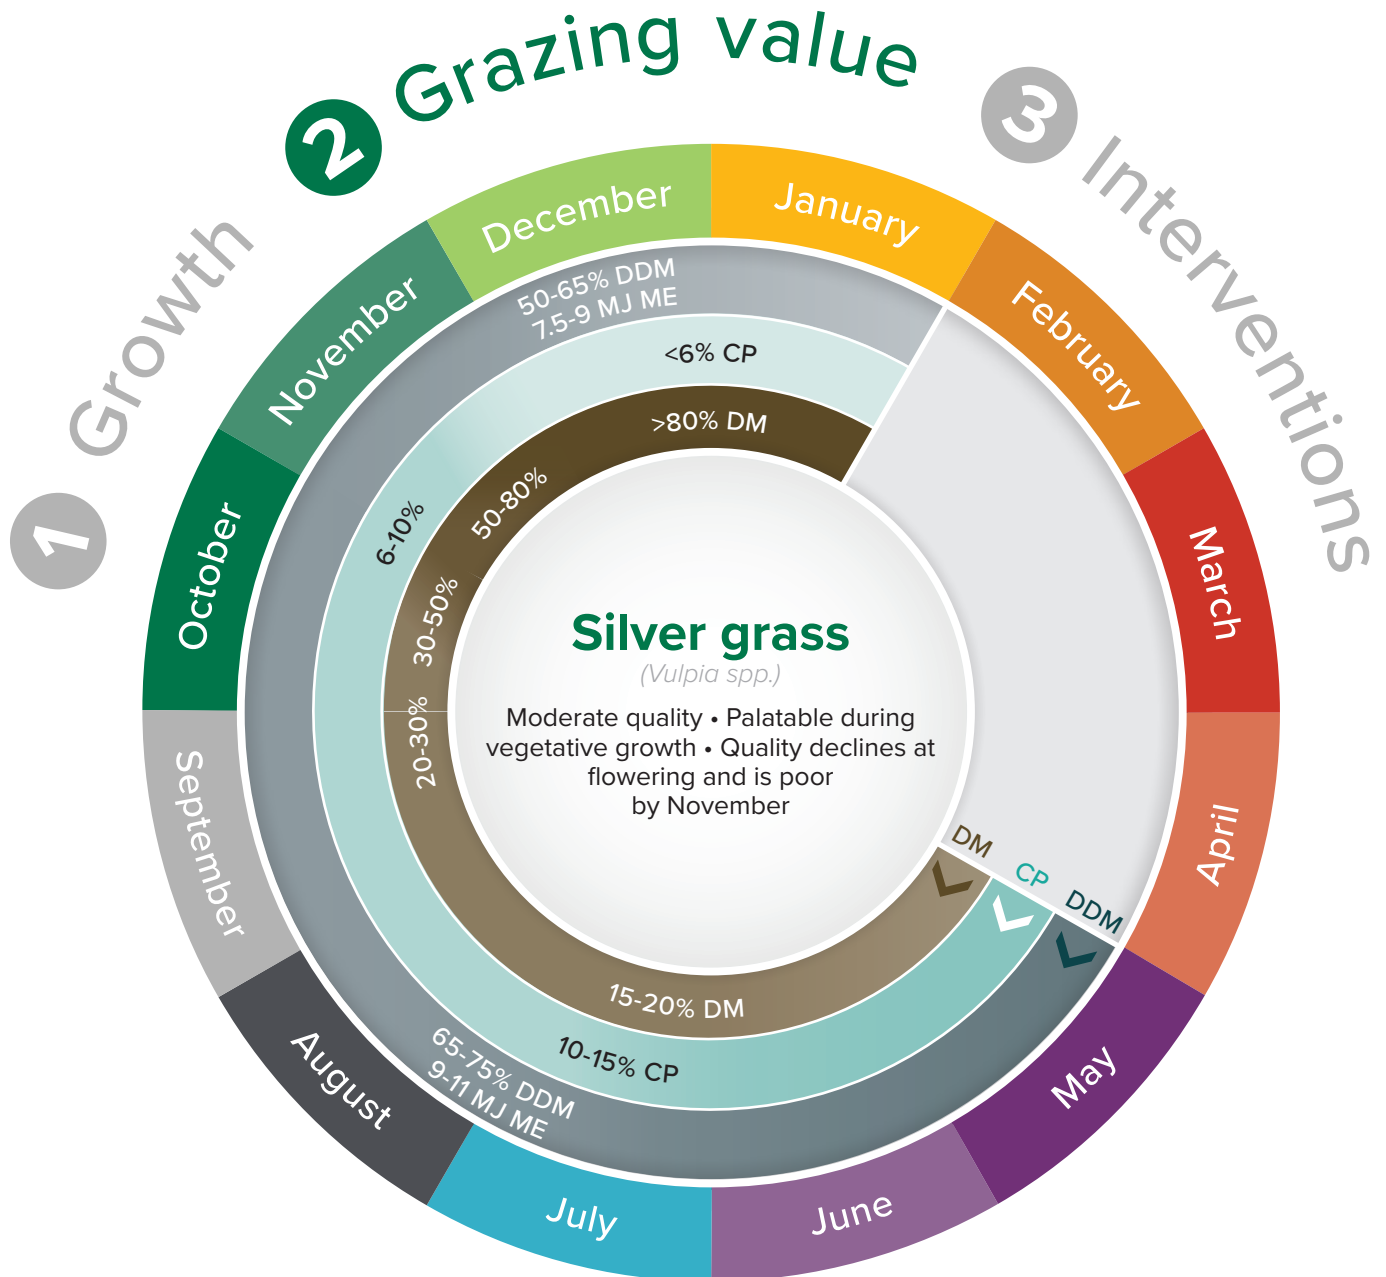 1 Growth
2 Grazing value
3 Interventions
January
February
March
April
May
June
July
August
September
October
November
December
50-65% DDM
7.5-9 MJ ME
<6% CP
>80% DM
50-80%
6-10%
30-50%
20-30%
Silver grass
(Vulpia spp.)
Moderate quality • Palatable during
vegetative growth • Quality declines at
flowering and is poor
by November
DM
CP
DDM
15-20% DM
10-15% CP
65-75% DDM
9-11 MJ ME